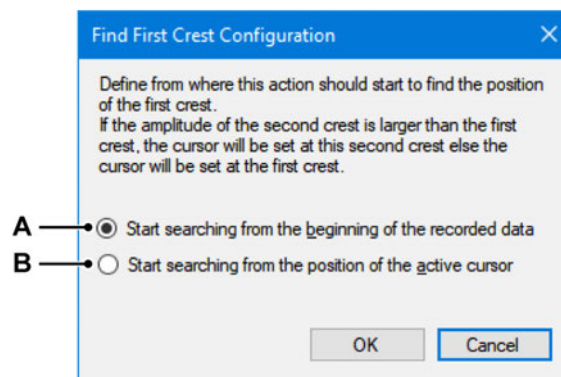 Find First Crest Configuration
Define from where this action should start to find the position
of the first crest.
If the amplitude of the second crest is larger than the first
crest, the cursor will be set at this second crest else the
cursor will be set at the first crest.
A
Start searching from the beginning of the recorded data
B
Start searching from the position of the active cursor
OK
Cancel